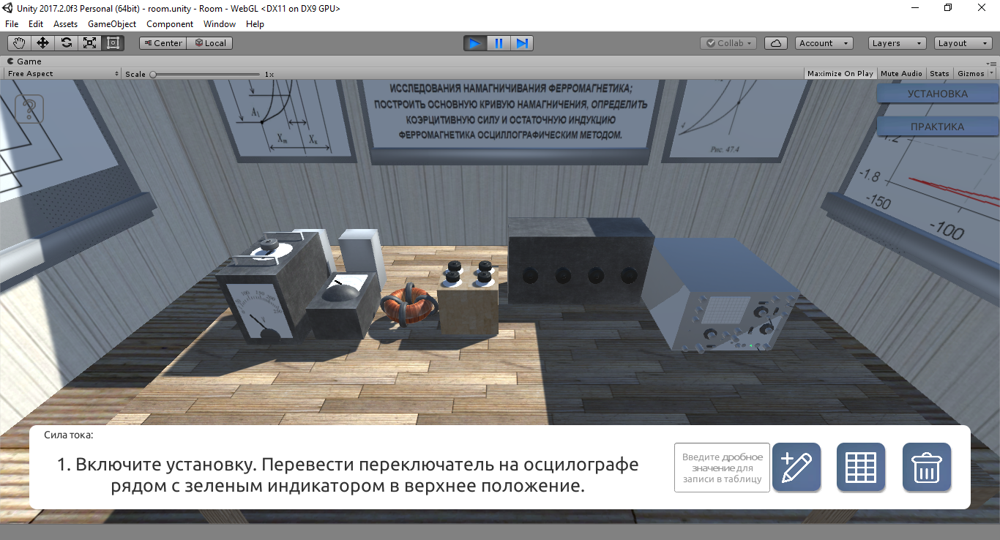 Unity 2017.2.0f3 Personal (64bit) - room.unity - Room - WebGL <DX11 on DX9 GPU>
File Edit Assets GameObject Component Window Help
Center Local Collab Account Layers Layout
Game
Free Aspect Scale 1x Maximize On Play Mute Audio Stats Gizmos
ИССЛЕДОВАНИЯ НАМАГНИЧИВАНИЯ ФЕРРОМАГНЕТИКА;
ПОСТРОИТЬ ОСНОВНУЮ КРИВУЮ НАМАГНИЧЕНИЯ, ОПРЕДЕЛИТЬ
КОЭРЦИТИВНУЮ СИЛУ И ОСТАТОЧНУЮ ИНДУКЦИЮ
ФЕРРОМАГНЕТИКА ОСЦИЛЛОГРАФИЧЕСКИМ МЕТОДОМ.
?
A₁
Xm Xк
Рис. 47.4
УСТАНОВКА
ПРАКТИКА
-1.2
-1.8
-150
-100
Сила тока:
1. Включите установку. Перевести переключатель на осцилографе
рядом с зеленым индикатором в верхнее положение.
Введите дробное
значение для
записи в таблицу